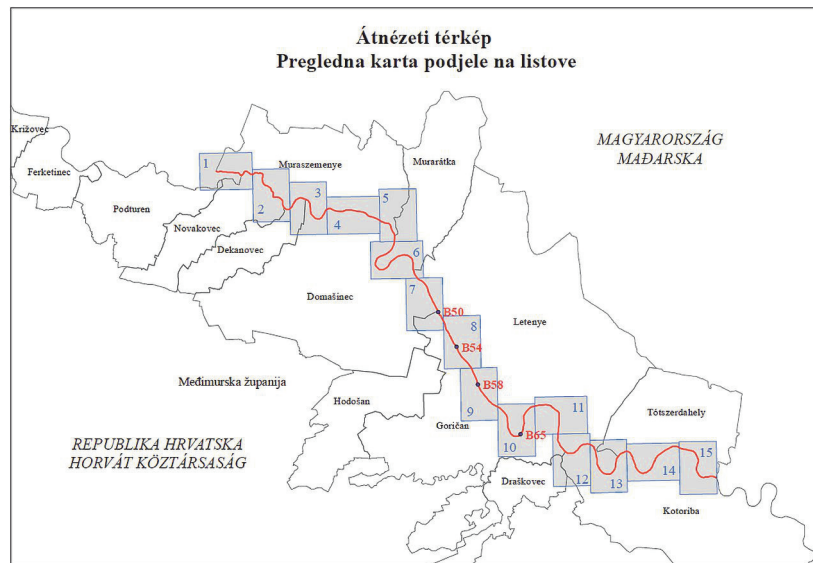 Átnézeti térkép
Pregledna karta podjele na listove
Križovec
Ferketinec
Podturen
Novakovec
Dekanovec
Muraszemenye
Murarátka
MAGYARORSZÁG
MAĐARSKA
1
2
3
4
5
6
7
B50
8
B54
B58
9
10
B65
11
12
13
14
15
Domašinec
Letenye
Međimurska županija
Hodošan
Goričan
Tótszerdahely
REPUBLIKA HRVATSKA
HORVÁT KÖZTÁRSASÁG
Draškovec
Kotoriba